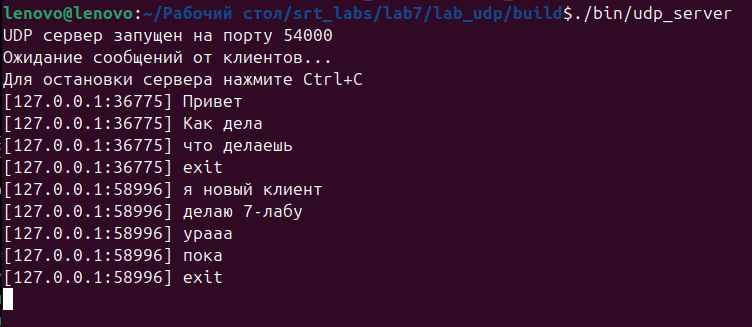 lenovo@lenovo:~/Рабочий стол/srt_labs/lab7/lab_udp/build$./bin/udp_server
UDP сервер запущен на порту 54000
Ожидание сообщений от клиентов...
Для остановки сервера нажмите Ctrl+C
[127.0.0.1:36775] Привет
[127.0.0.1:36775] Как дела
[127.0.0.1:36775] что делаешь
[127.0.0.1:36775] exit
[127.0.0.1:58996] я новый клиент
[127.0.0.1:58996] делаю 7-лабу
[127.0.0.1:58996] урааа
[127.0.0.1:58996] пока
[127.0.0.1:58996] exit